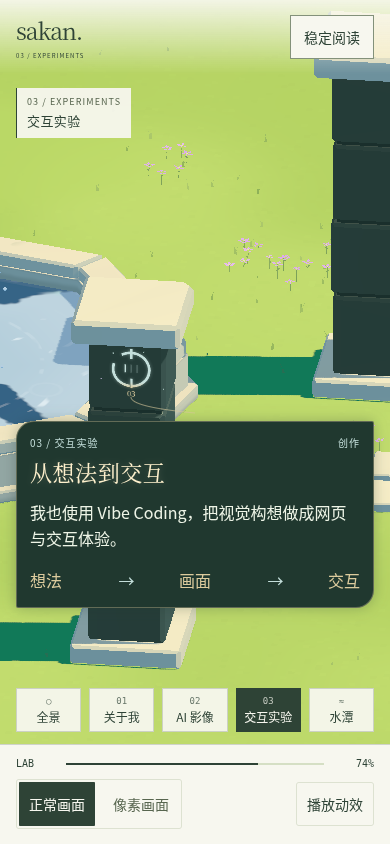 sakan.
03 / EXPERIMENTS
稳定阅读
03 / EXPERIMENTS
交互实验
03
03 / 交互实验
创作
从想法到交互
我也使用 Vibe Coding，把视觉构想做成网页
与交互体验。
想法 → 画面 → 交互
○
全景
01
关于我
02
AI 影像
03
交互实验
≈
水潭
LAB
74%
正常画面
像素画面
播放动效